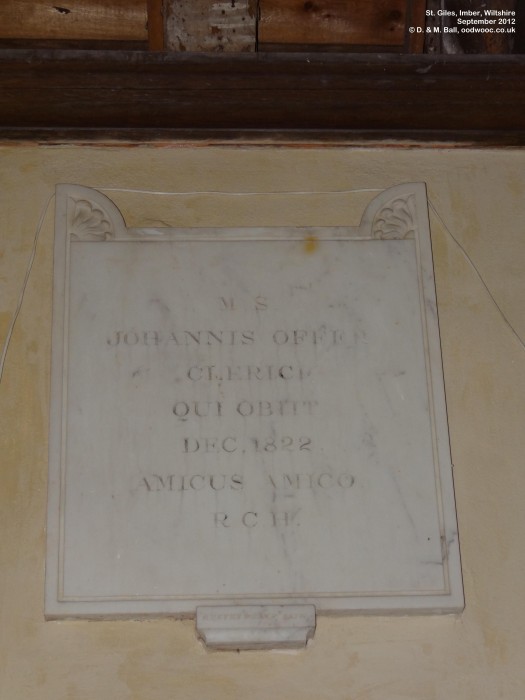 St. Giles, Imber, Wiltshire
September 2012
© D. & M. Ball, oodwooc.co.uk
M S
JOHANNIS OFFER
CLERICI
QUI OBIIT
DEC. 1822
AMICUS AMICO
R C H.